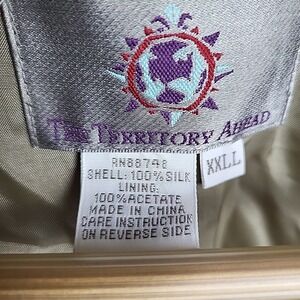 THE TERRITORY AHEAD
XXLL
RN88748
SHELL: 100% SILK
LINING:
100% ACETATE
MADE IN CHINA
CARE INSTRUCTION
ON REVERSE SIDE